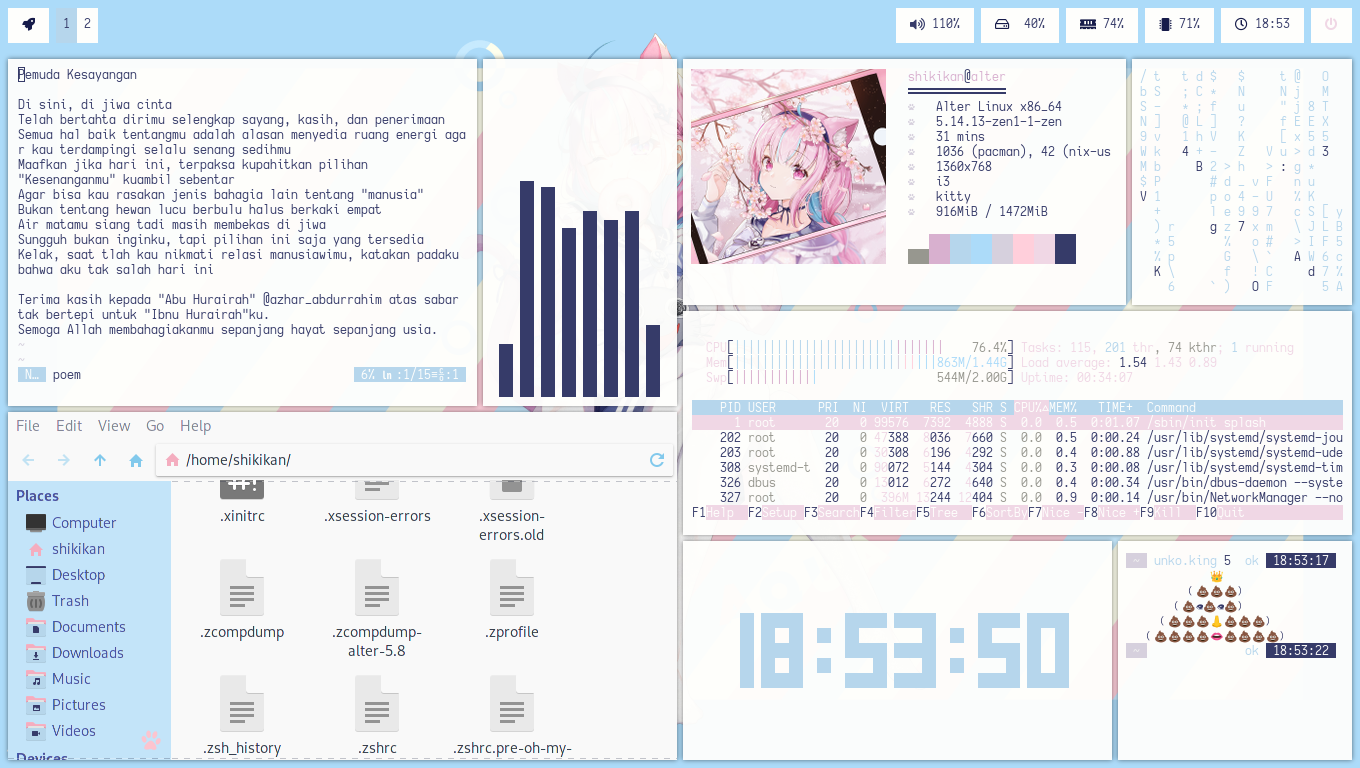 1 2
110% 40% 74% 71% 18:53
Pemuda Kesayangan
Di sini, di jiwa cinta
Telah bertahta dirimu selengkap sayang, kasih, dan penerimaan
Semua hal baik tentangmu adalah alasan menyedia ruang energi aga
r kau terdampingi selalu senang sedihmu
Maafkan jika hari ini, terpaksa kupahitkan pilihan
"Kesenanganmu" kuambil sebentar
Agar bisa kau rasakan jenis bahagia lain tentang "manusia"
Bukan tentang hewan lucu berbulu halus berkaki empat
Air matamu siang tadi masih membekas di jiwa
Sungguh bukan inginku, tapi pilihan ini saja yang tersedia
Kelak, saat tlah kau nikmati relasi manusiawimu, katakan padaku
bahwa aku tak salah hari ini
Terima kasih kepada "Abu Hurairah" @azhar_abdurrahim atas sabar
tak bertepi untuk "Ibnu Hurairah"ku.
Semoga Allah membahagiakanmu sepanjang hayat sepanjang usia.
~
~
N… poem 6% ln :1/15≡:1
shikikan@alter
Alter Linux x86_64
5.14.13-zen1-1-zen
31 mins
1036 (pacman), 42 (nix-us
1360x768
i3
kitty
916MiB / 1472MiB
CPU[ 76.4%] Tasks: 115, 201 thr, 74 kthr; 1 running
Mem[ 863M/1.44G] Load average: 1.54 1.43 0.89
Swp[ 544M/2.00G] Uptime: 00:34:07
PID USER PRI NI VIRT RES SHR S CPU%△MEM% TIME+ Command
1 root 20 0 99576 7392 4888 S 0.0 0.5 0:01.07 /sbin/init splash
202 root 20 0 388 8036 7660 S 0.0 0.5 0:00.24 /usr/lib/systemd/systemd-jou
203 root 20 0 308 6196 4292 S 0.0 0.4 0:00.88 /usr/lib/systemd/systemd-ude
308 systemd-t 20 0 072 5144 4304 S 0.0 0.3 0:00.08 /usr/lib/systemd/systemd-tim
326 dbus 20 0 13012 6272 4640 S 0.0 0.4 0:00.34 /usr/bin/dbus-daemon --syste
327 root 20 0 396M 13244 12404 S 0.0 0.9 0:00.14 /usr/bin/NetworkManager --no
F1Help F2Setup F3SearchF4FilterF5Tree F6SortByF7Nice -F8Nice +F9Kill F10Quit
File Edit View Go Help
/home/shikikan/
Places
Computer
shikikan
Desktop
Trash
Documents
Downloads
Music
Pictures
Videos
Devices
.xinitrc .xsession-errors .xsession-
errors.old
.zcompdump .zcompdump-
alter-5.8 .zprofile
.zsh_history .zshrc .zshrc.pre-oh-my-
18:53:50
~ unko.king 5 ok 18:53:17
~ ok 18:53:22